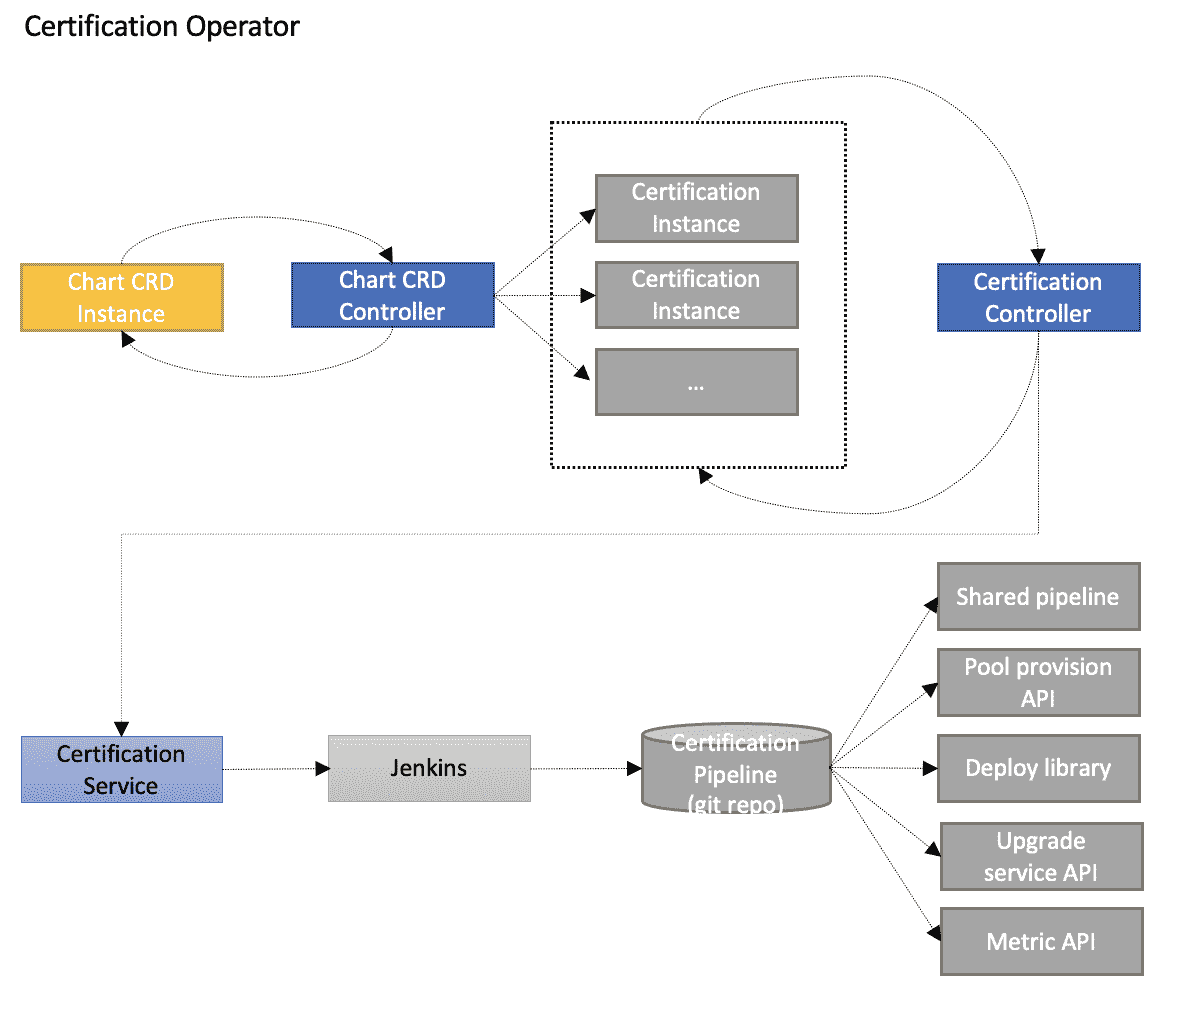 Certification Operator
Certification
Instance
Chart CRD
Instance
Chart CRD
Controller
Certification
Instance
...
Certification
Controller
Shared pipeline
Pool provision
API
Certification
Service
Jenkins
Certification
Pipeline
(git repo)
Deploy library
Upgrade
service API
Metric API